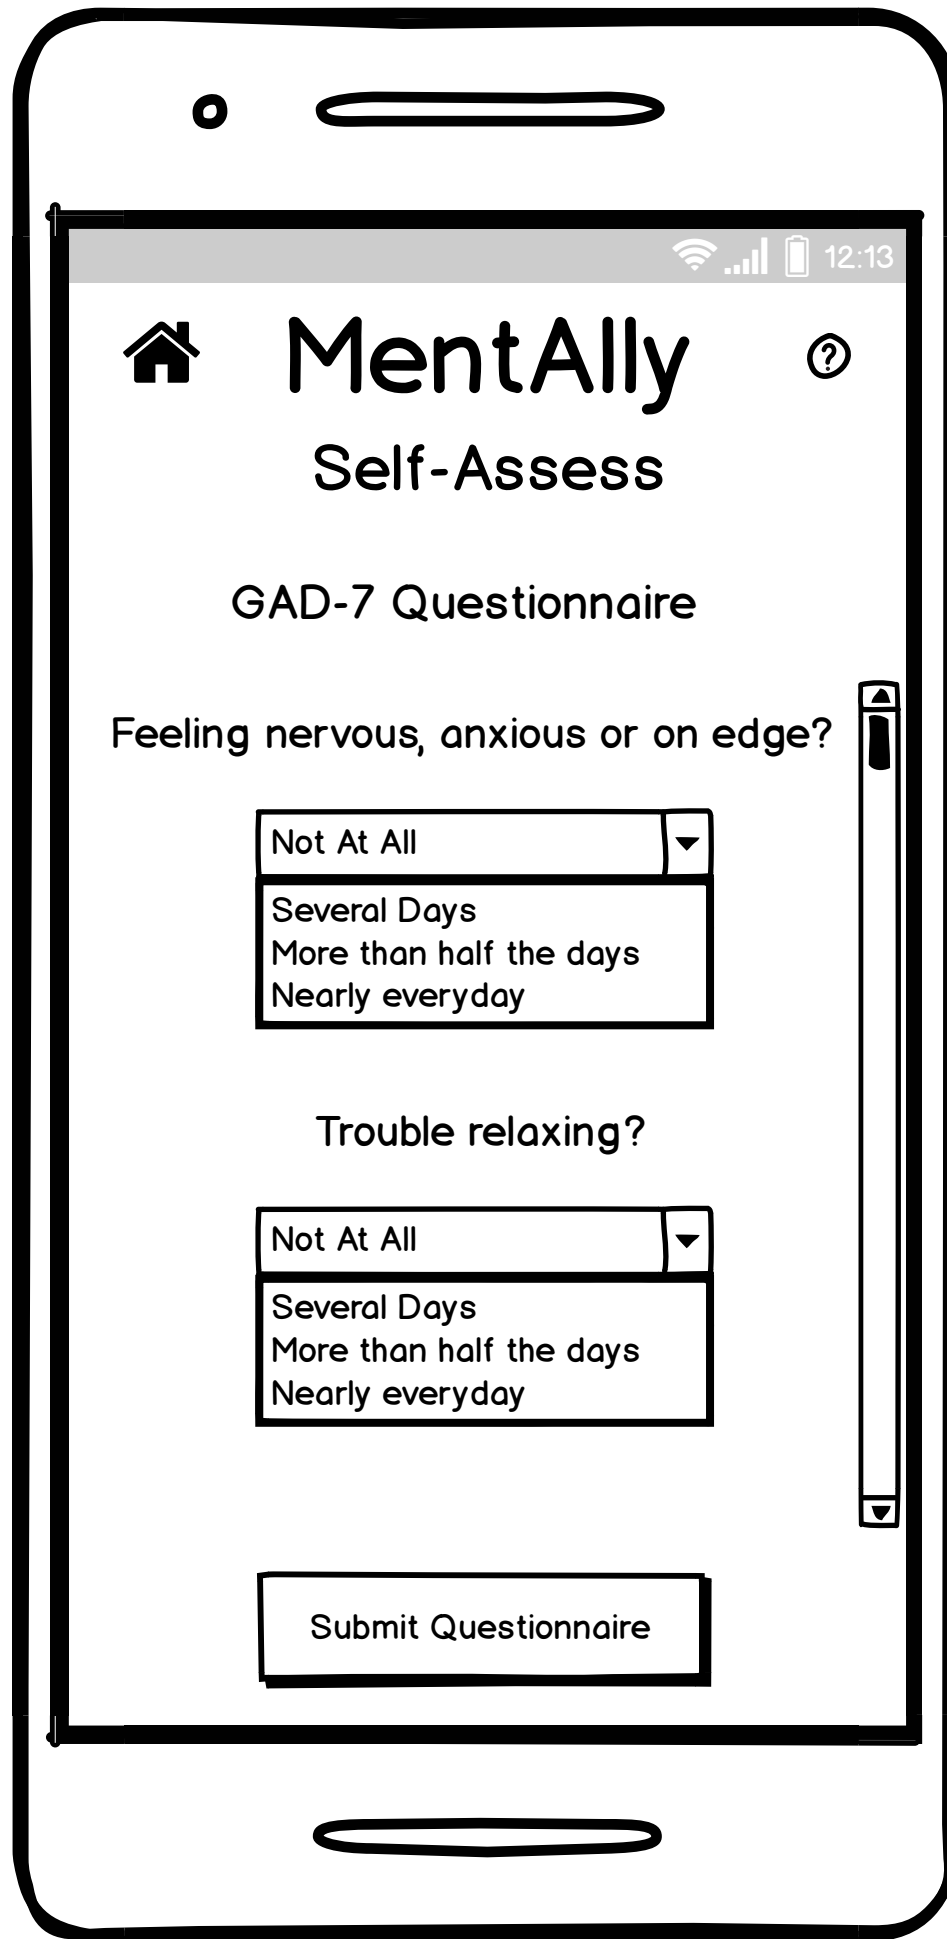 12:13
MentAlly
?
Self-Assess
GAD-7 Questionnaire
Feeling nervous, anxious or on edge?
Not At All
Several Days
More than half the days
Nearly everyday
Trouble relaxing?
Not At All
Several Days
More than half the days
Nearly everyday
Submit Questionnaire